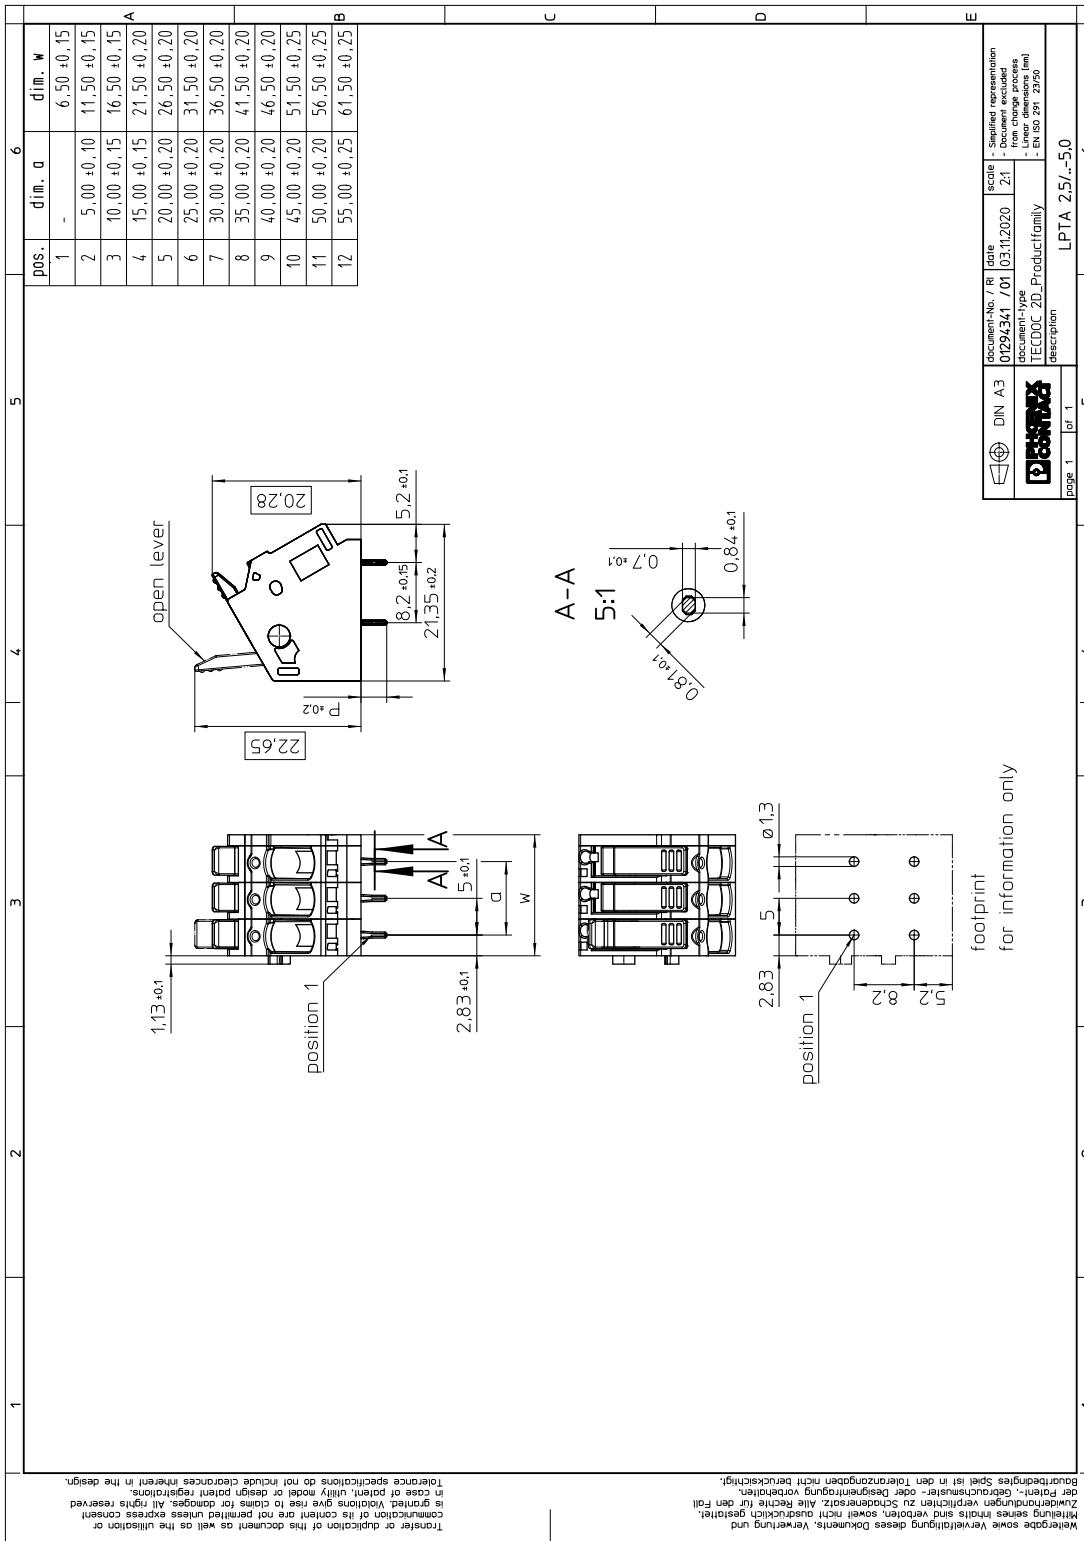 1 2 3 4 5 6
A
B
C
D
E
pos. dim. a dim. w
1 - 6,50 ±0,15
2 5,00 ±0,10 11,50 ±0,15
3 10,00 ±0,15 16,50 ±0,15
4 15,00 ±0,15 21,50 ±0,20
5 20,00 ±0,20 26,50 ±0,20
6 25,00 ±0,20 31,50 ±0,20
7 30,00 ±0,20 36,50 ±0,20
8 35,00 ±0,20 41,50 ±0,20
9 40,00 ±0,20 46,50 ±0,20
10 45,00 ±0,20 51,50 ±0,25
11 50,00 ±0,20 56,50 ±0,25
12 55,00 ±0,25 61,50 ±0,25
1,13 ±0,1
position 1
2,83 ±0,1
5 ±0,1
a
w
A
A
open lever
22,65
20,28
P ±0,2
5,2 ±0,1
8,2 ±0,15
21,35 ±0,2
A-A
5:1
0,7 ±0,1
0,84 ±0,1
0,81 ±0,1
2,83
5
ø1,3
position 1
8,2
5,2
footprint
for information only
DIN A3
PHOENIX
CONTACT
page 1 of 1
document-No. / RI
01294341 / 01
date
03.11.2020
scale
2:1
- Simplified representation
- Document excluded
from change process
- Linear dimensions [mm]
- EN ISO 291 23/50
document-type
TECDOC 2D_Productfamily
description
LPTA 2,5/..-5,0
Transfer or duplication of this document as well as the utilisation or
communication of its content are not permitted unless express consent
is granted. Violations give rise to claims for damages. All rights reserved
in case of patent, utility model or design patent registrations.
Tolerance specifications do not include clearances inherent in the design.
Weitergabe sowie Vervielfältigung dieses Dokuments, Verwertung und
Mitteilung seines Inhalts sind verboten, soweit nicht ausdrücklich gestattet.
Zuwiderhandlungen verpflichten zu Schadenersatz. Alle Rechte für den Fall
der Patent-, Gebrauchsmuster- oder Designeintragung vorbehalten.
Bauartbedingtes Spiel ist in den Toleranzangaben nicht berücksichtigt.